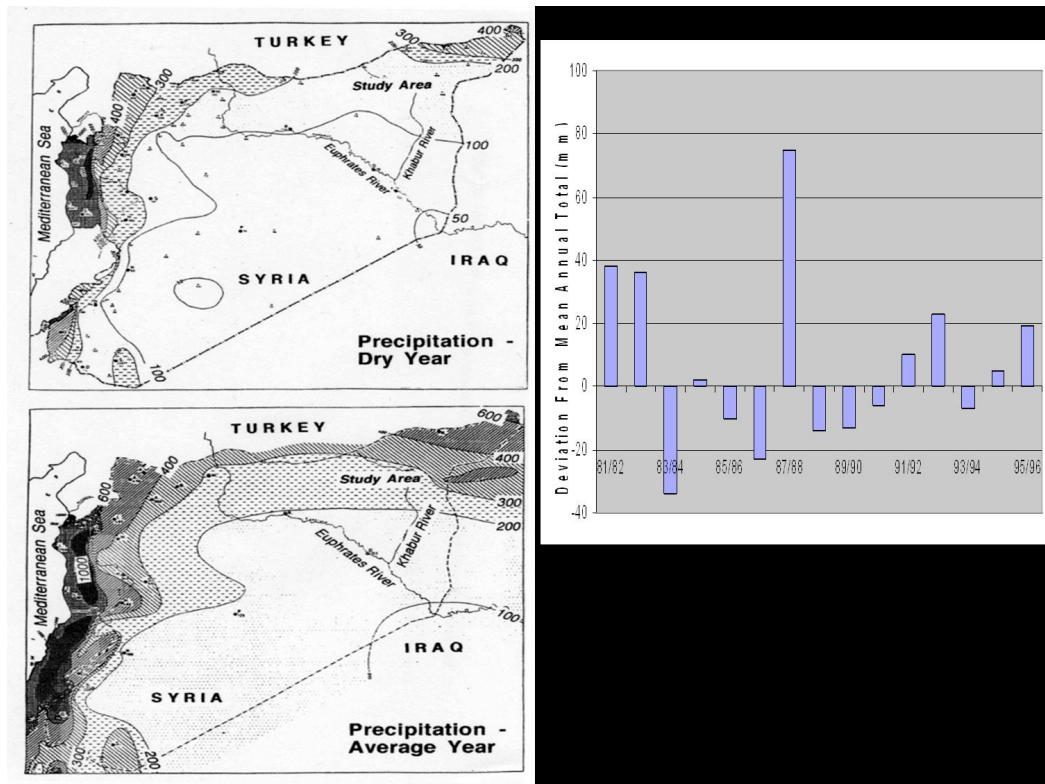 TURKEY
400
300
200
Study Area
300
400
Mediterranean Sea
100
Euphrates River
Khabur River
50
IRAQ
SYRIA
Precipitation -
Dry Year
100
TURKEY
600
400
600
400
Study Area
300
200
Mediterranean Sea
Euphrates River
Khabur River
1000
100
IRAQ
SYRIA
Precipitation -
Average Year
300
200
Deviation From Mean Annual Total (mm)
100
80
60
40
20
0
-20
-40
81/82
83/84
85/86
87/88
89/90
91/92
93/94
95/96